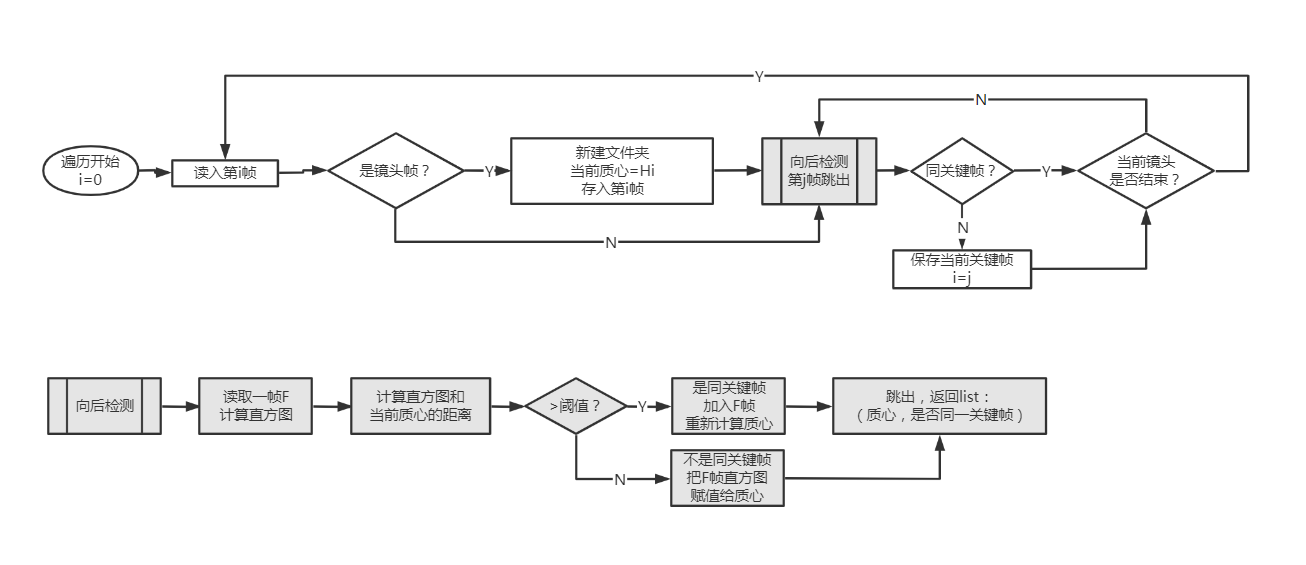 Y
N
遍历开始
i=0
读入第i帧
是镜头帧？
Y
新建文件夹
当前质心=Hi
存入第i帧
向后检测
第j帧跳出
同关键帧？
Y
当前镜头
是否结束？
N
N
保存当前关键帧
i=j
向后检测
读取一帧F
计算直方图
计算直方图和
当前质心的距离
>阈值？
Y
是同关键帧
加入F帧
重新计算质心
跳出，返回list：
（质心，是否同一关键帧）
N
不是同关键帧
把F帧直方图
赋值给质心